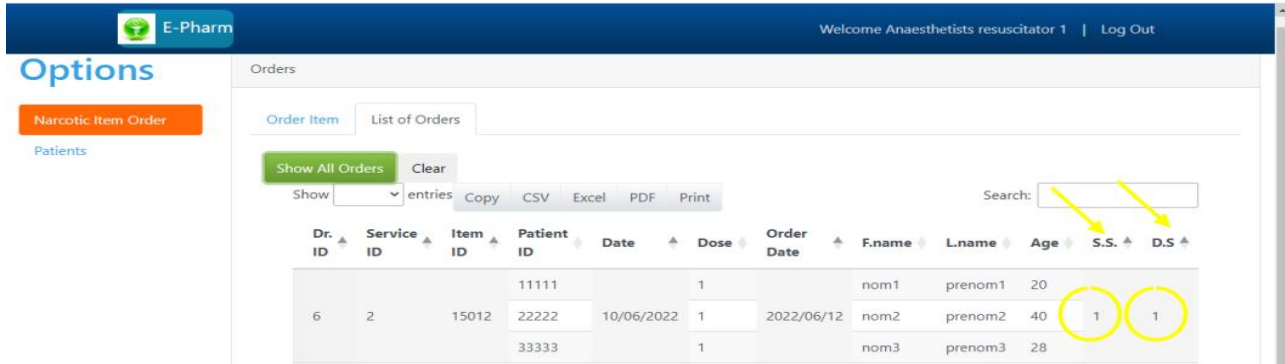 E-Pharm
Welcome Anaesthetists resuscitator 1 | Log Out
Options
Orders
Narcotic Item Order
Patients
Order Item List of Orders
Show All Orders Clear
Show entries Copy CSV Excel PDF Print Search:
Dr. ID Service ID Item ID Patient ID Date Dose Order Date F.name L.name Age S.S. D.S
11111 1 nom1 prenom1 20
6 2 15012 22222 10/06/2022 1 2022/06/12 nom2 prenom2 40 1 1
33333 1 nom3 prenom3 28